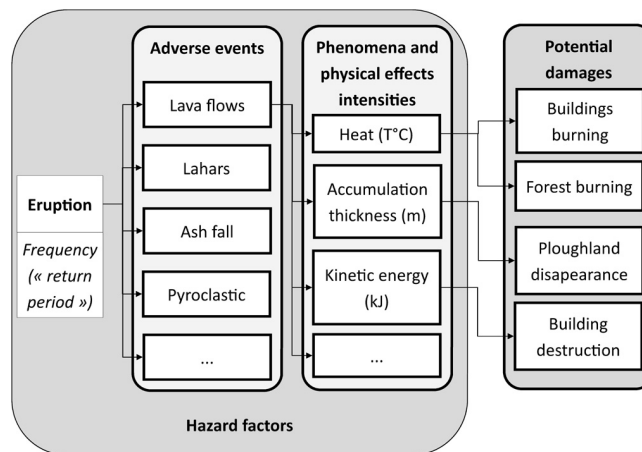 Adverse events
Lava flows
Lahars
Ash fall
Pyroclastic
...
Phenomena and
physical effects
intensities
Heat (T°C)
Accumulation
thickness (m)
Kinetic energy
(kJ)
...
Potential
damages
Buildings
burning
Forest burning
Ploughland
disapearance
Building
destruction
Eruption
Frequency
(« return
period »)
Hazard factors